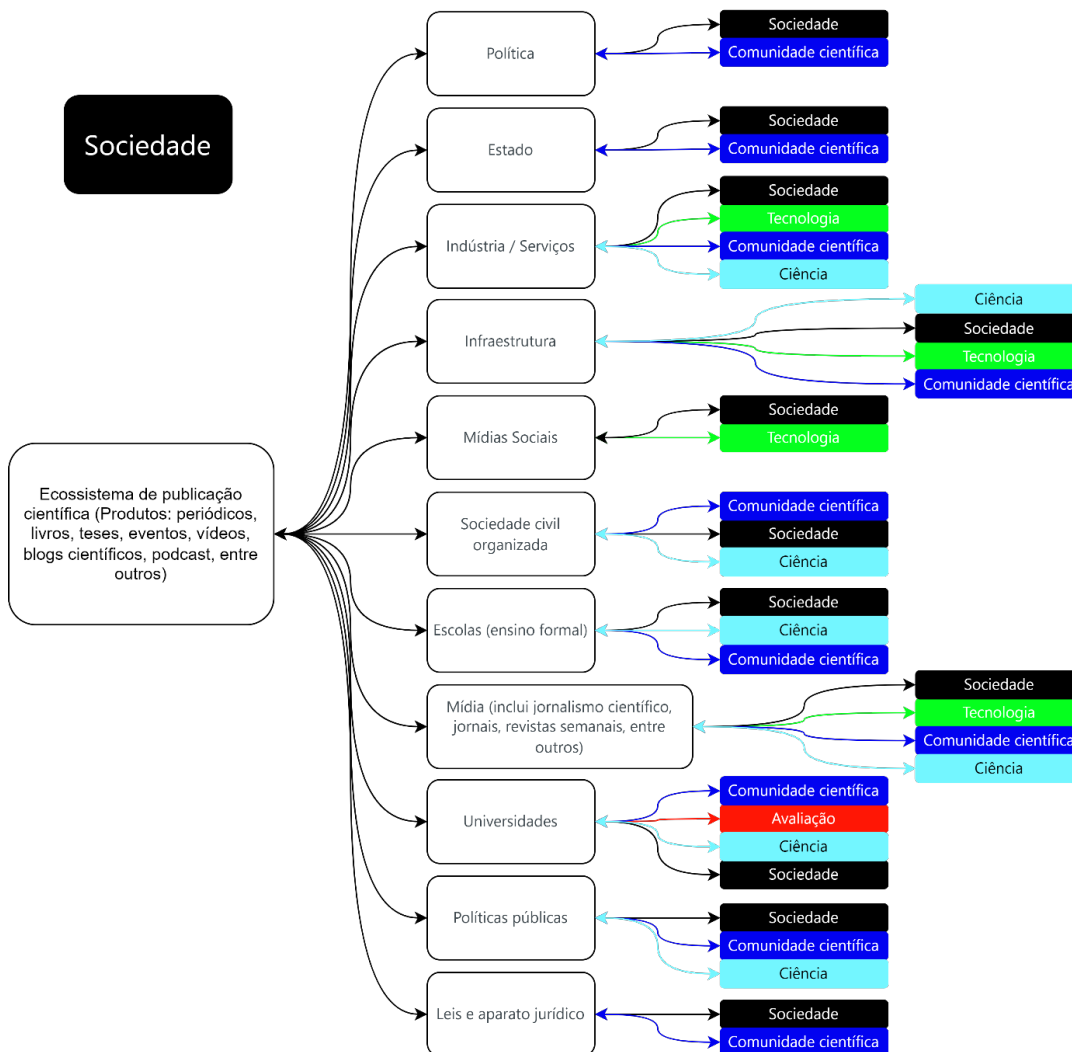 Sociedade
Ecossistema de publicação
científica (Produtos: periódicos,
livros, teses, eventos, vídeos,
blogs científicos, podcast, entre
outros)
Política
Sociedade
Comunidade científica
Estado
Sociedade
Comunidade científica
Indústria / Serviços
Sociedade
Tecnologia
Comunidade científica
Ciência
Infraestrutura
Ciência
Sociedade
Tecnologia
Comunidade científica
Mídias Sociais
Sociedade
Tecnologia
Sociedade civil
organizada
Comunidade científica
Sociedade
Ciência
Escolas (ensino formal)
Sociedade
Ciência
Comunidade científica
Mídia (inclui jornalismo científico,
jornais, revistas semanais, entre
outros)
Sociedade
Tecnologia
Comunidade científica
Ciência
Universidades
Comunidade científica
Avaliação
Ciência
Sociedade
Políticas públicas
Sociedade
Comunidade científica
Ciência
Leis e aparato jurídico
Sociedade
Comunidade científica